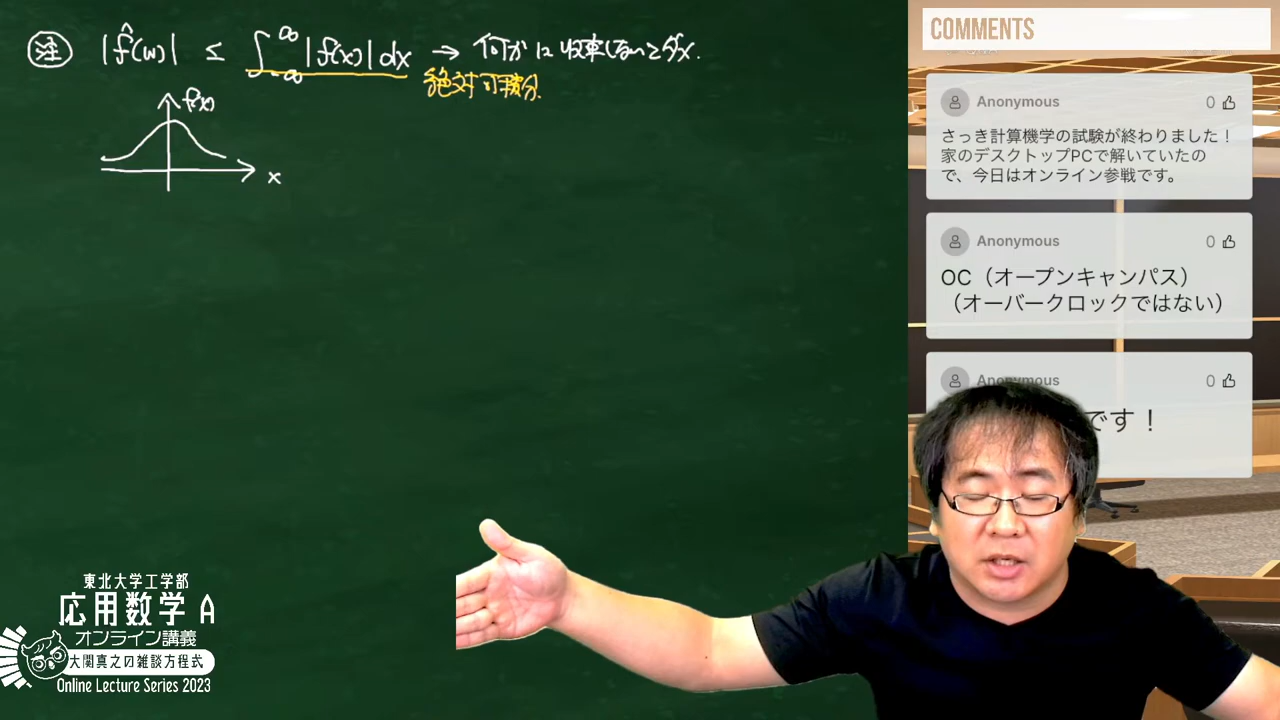 注 |f̂(ω)| ≤ ∫_{-∞}^{∞} |f(x)| dx → 何かに収束しないとダメ.
絶対可積分.
f(x)
x
東北大学工学部
応用数学 A
オンライン講義
大関真之の雑談方程式
Online Lecture Series 2023
COMMENTS
Anonymous 0
さっき計算機学の試験が終わりました!
家のデスクトップPCで解いていたの
で、今日はオンライン参戦です。
Anonymous 0
OC(オープンキャンパス)
(オーバークロックではない)
Anonymous 0
です!